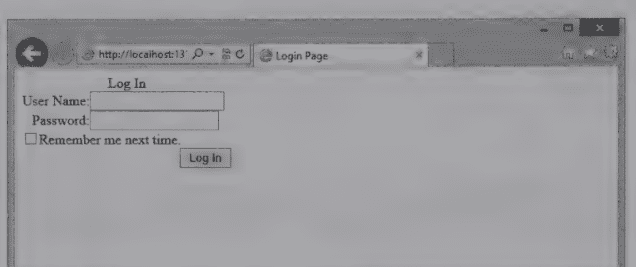 http://localhost:13
Login Page
Log In
User Name:
Password:
Remember me next time.
Log In